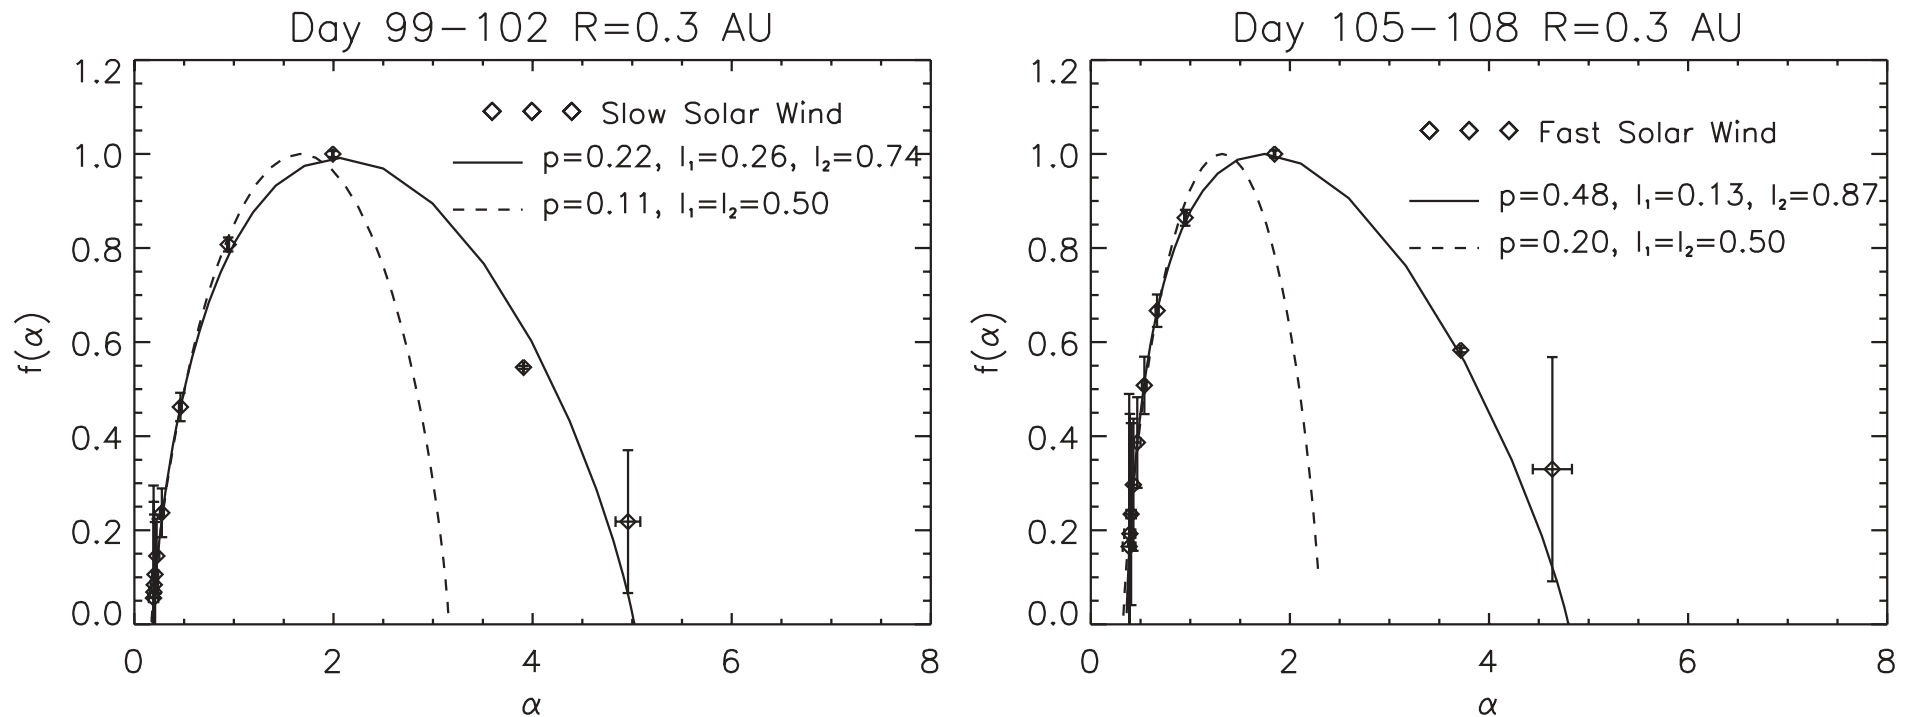 Day 99−102 R=0.3 AU
1.2
1.0
0.8
0.6
0.4
0.2
0.0
f(α)
◇ ◇ ◇ Slow Solar Wind
p=0.22, l₁=0.26, l₂=0.74
p=0.11, l₁=l₂=0.50
0 2 4 6 8
α
Day 105−108 R=0.3 AU
1.2
1.0
0.8
0.6
0.4
0.2
0.0
f(α)
◇ ◇ ◇ Fast Solar Wind
p=0.48, l₁=0.13, l₂=0.87
p=0.20, l₁=l₂=0.50
0 2 4 6 8
α